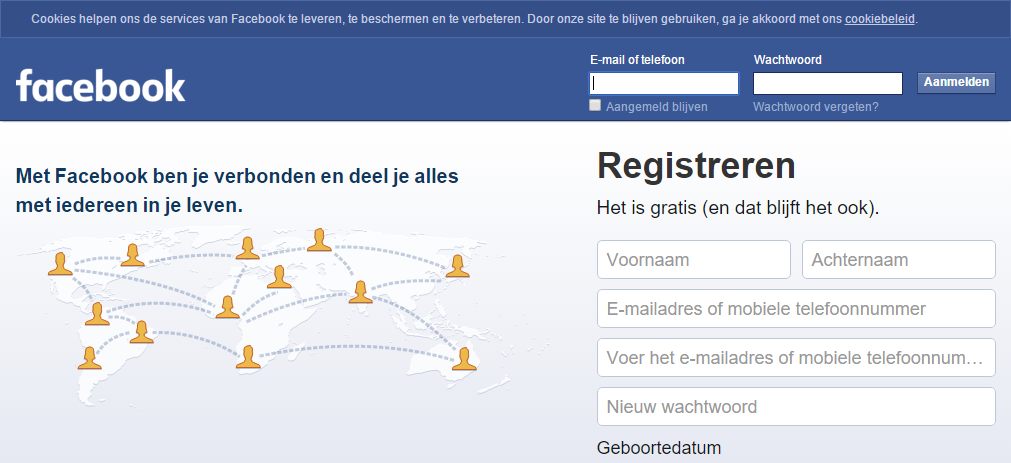 Cookies helpen ons de services van Facebook te leveren, te beschermen en te verbeteren. Door onze site te blijven gebruiken, ga je akkoord met ons cookiebeleid.
facebook
E-mail of telefoon
Wachtwoord
Aanmelden
Aangemeld blijven
Wachtwoord vergeten?
Met Facebook ben je verbonden en deel je alles
met iedereen in je leven.
Registreren
Het is gratis (en dat blijft het ook).
Voornaam
Achternaam
E-mailadres of mobiele telefoonnummer
Voer het e-mailadres of mobiele telefoonnum…
Nieuw wachtwoord
Geboortedatum